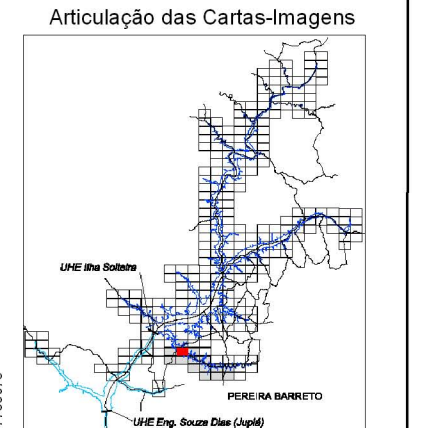 Articulação das Cartas-Imagens
UHE Ilha Solteira
PEREIRA BARRETO
UHE Eng. Souza Dias (Jupiá)